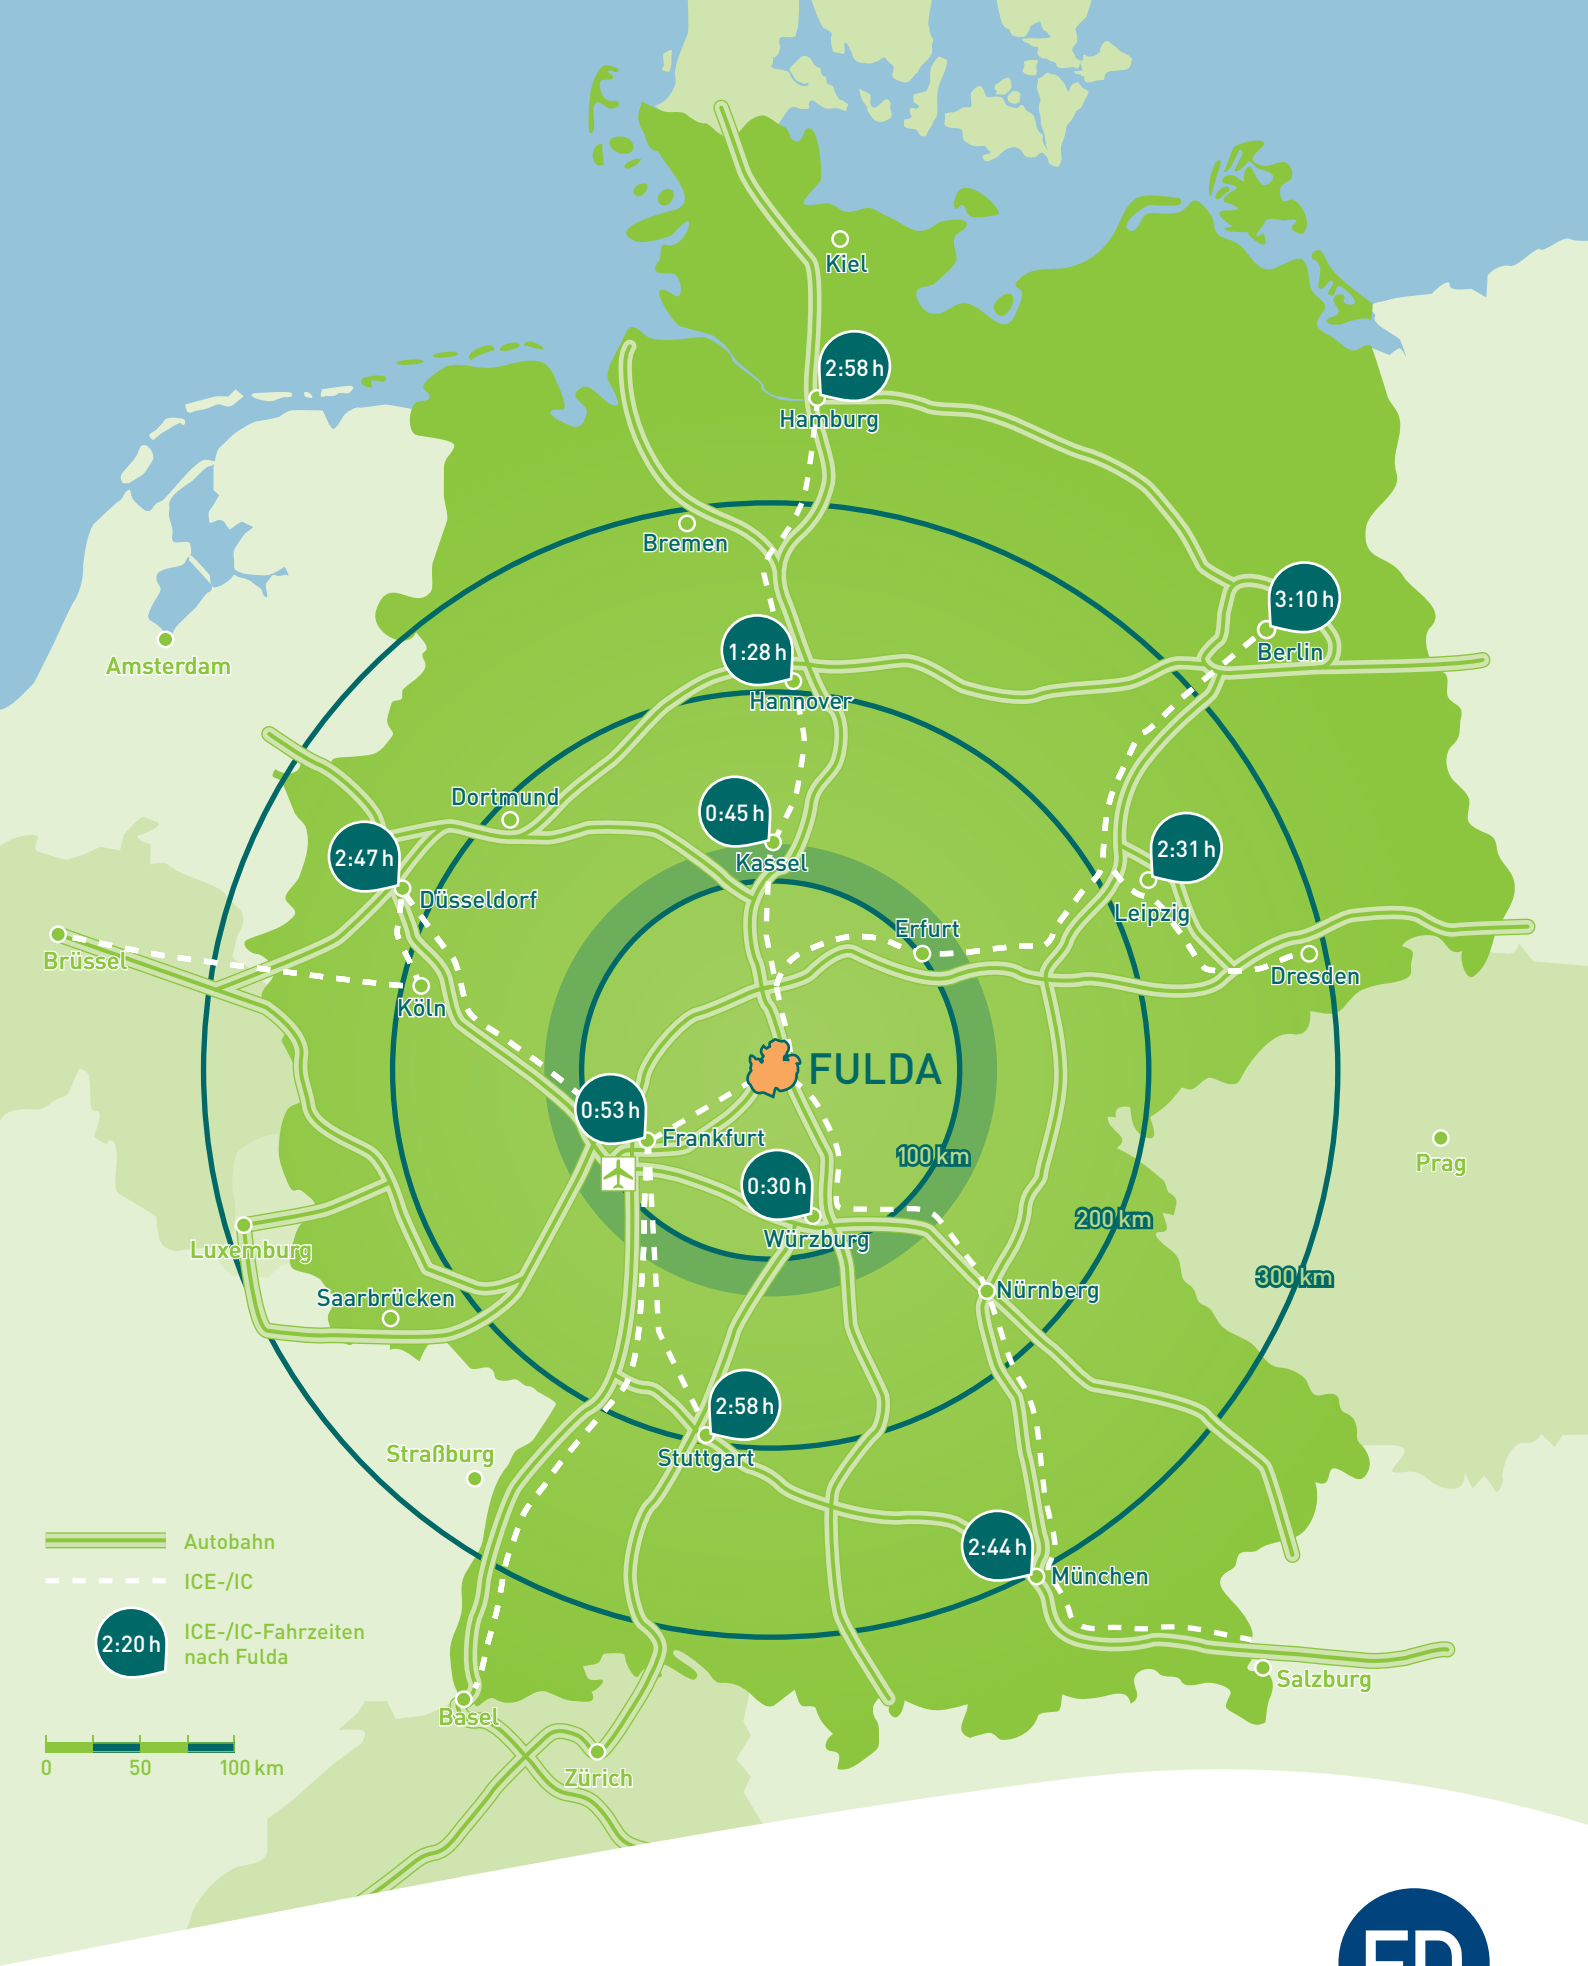 Kiel
2:58 h
Hamburg
Bremen
3:10 h
Berlin
Amsterdam
1:28 h
Hannover
Dortmund
0:45 h
Kassel
2:47 h
Düsseldorf
2:31 h
Leipzig
Erfurt
Brüssel
Dresden
Köln
FULDA
0:53 h
Frankfurt
100 km
Prag
0:30 h
Würzburg
200 km
Luxemburg
300 km
Saarbrücken
Nürnberg
2:58 h
Stuttgart
Straßburg
2:44 h
München
Autobahn
ICE-/IC
2:20 h
ICE-/IC-Fahrzeiten
nach Fulda
Salzburg
Basel
Zürich
0 50 100 km